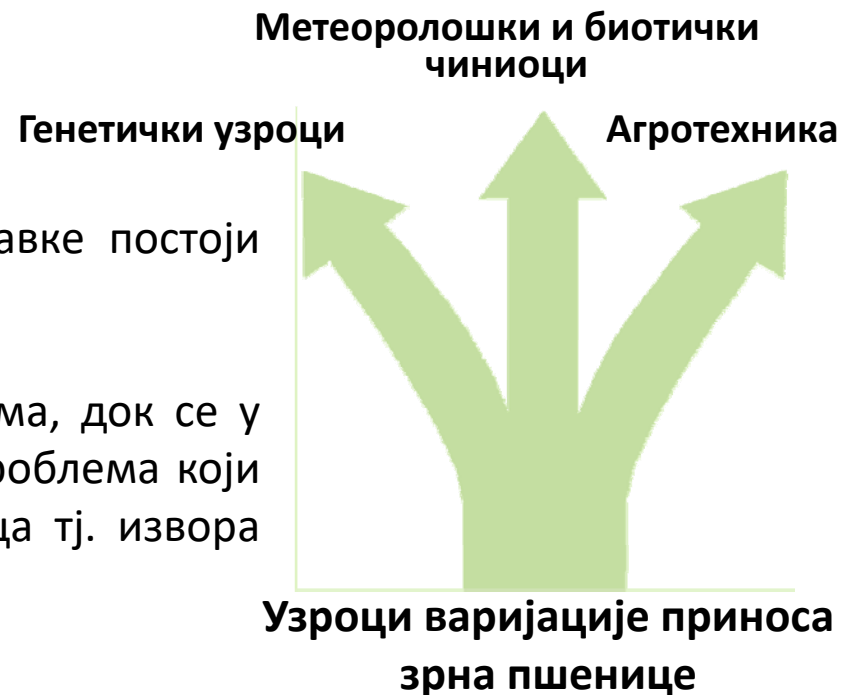 Метеоролошки и биотички
чиниоци
Генетички узроци
Агротехника
авке постоји
ма, док се у
роблема који
ца тј. извора
Узроци варијације приноса
зрна пшенице